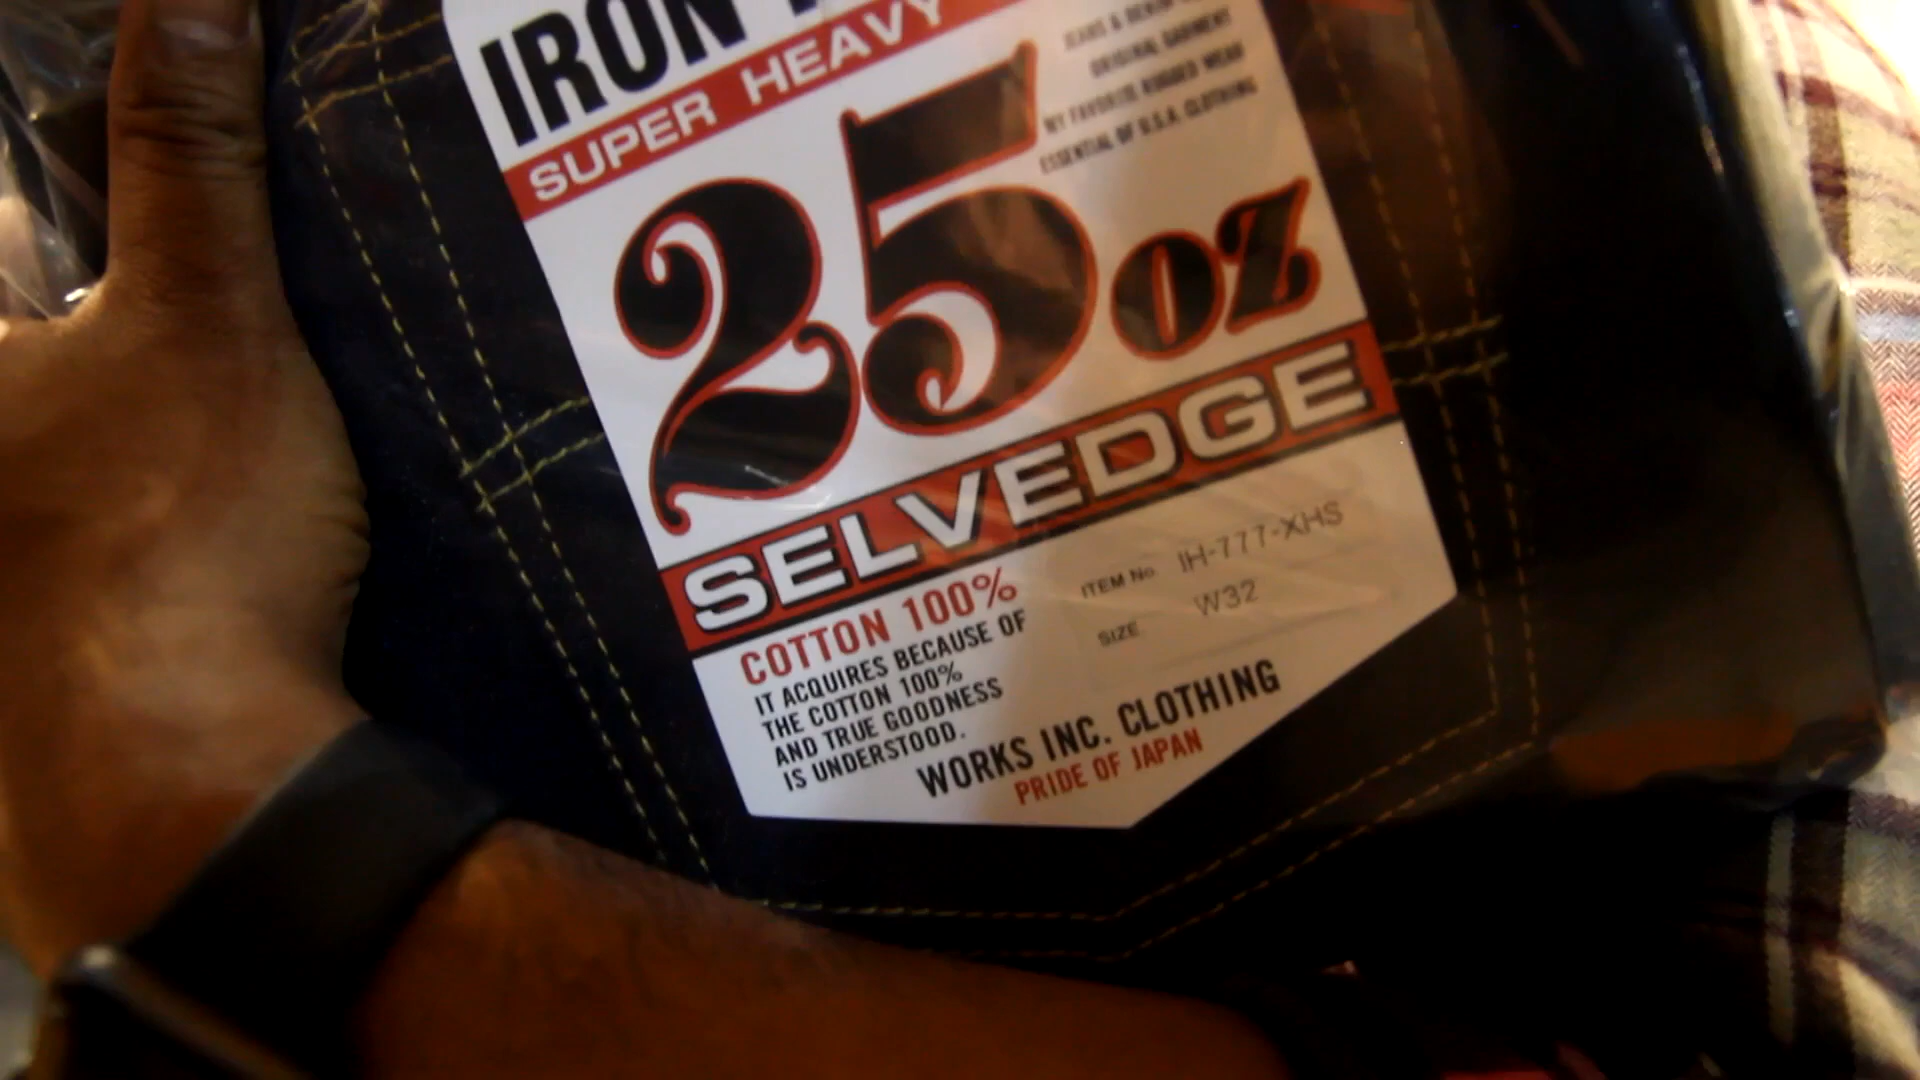 IRON
SUPER HEAVY
JEANS & DENIM
ORIGINAL GARMENT
MY FAVORITE RUGGED WEAR
ESSENTIAL OF U.S.A. CLOTHING
25 oz
SELVEDGE
COTTON 100%
IT ACQUIRES BECAUSE OF
THE COTTON 100%
AND TRUE GOODNESS
IS UNDERSTOOD.
ITEM No IH-777-XHS
SIZE W32
WORKS INC. CLOTHING
PRIDE OF JAPAN